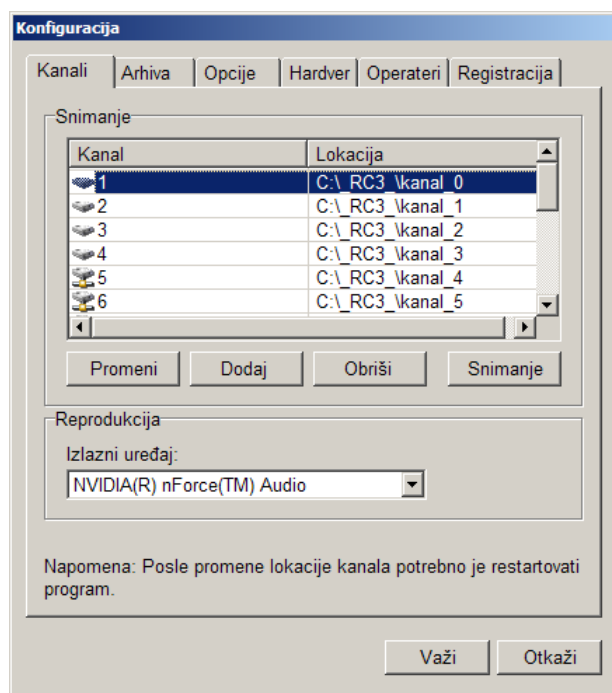 Konfiguracija
Kanali Arhiva Opcije Hardver Operateri Registracija
Snimanje
Kanal Lokacija
1 C:\_RC3_\kanal_0
2 C:\_RC3_\kanal_1
3 C:\_RC3_\kanal_2
4 C:\_RC3_\kanal_3
5 C:\_RC3_\kanal_4
6 C:\_RC3_\kanal_5
Promeni Dodaj Obriši Snimanje
Reprodukcija
Izlazni uređaj:
NVIDIA(R) nForce(TM) Audio
Napomena: Posle promene lokacije kanala potrebno je restartovati
program.
Važi Otkaži